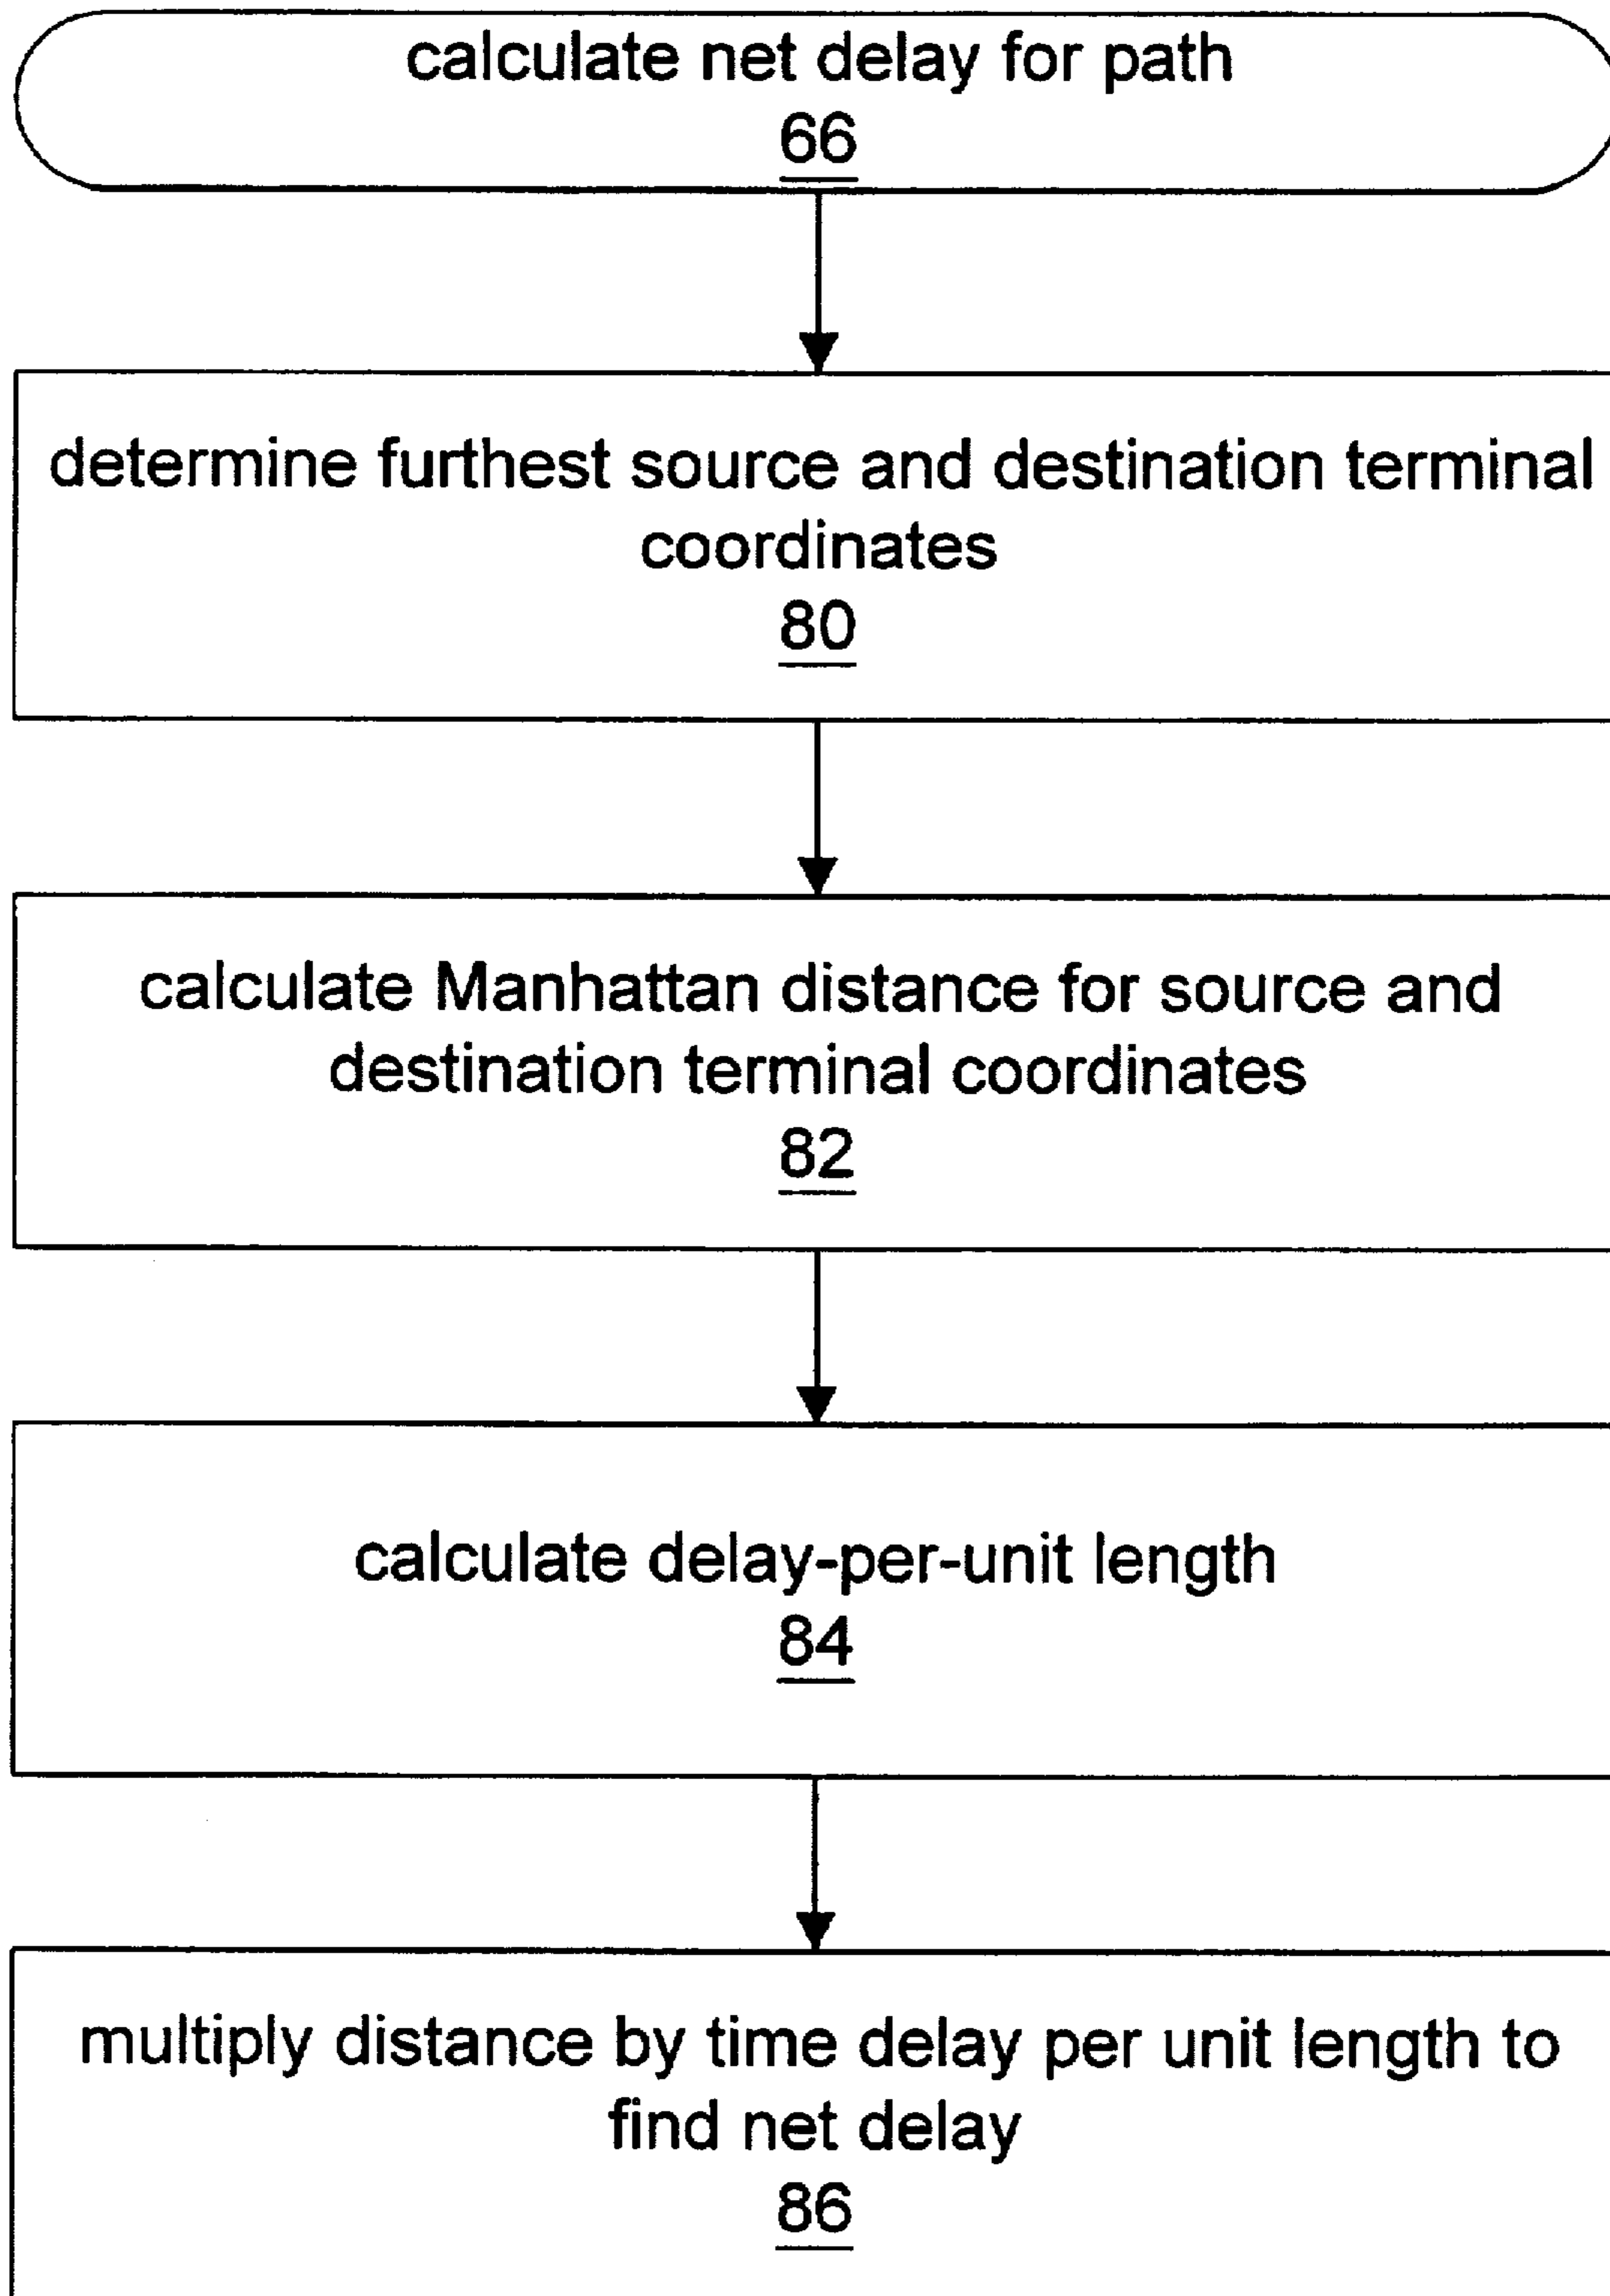 calculate net delay for path
66
determine furthest source and destination terminal
coordinates
80
calculate Manhattan distance for source and
destination terminal coordinates
82
calculate delay-per-unit length
84
multiply distance by time delay per unit length to
find net delay
86